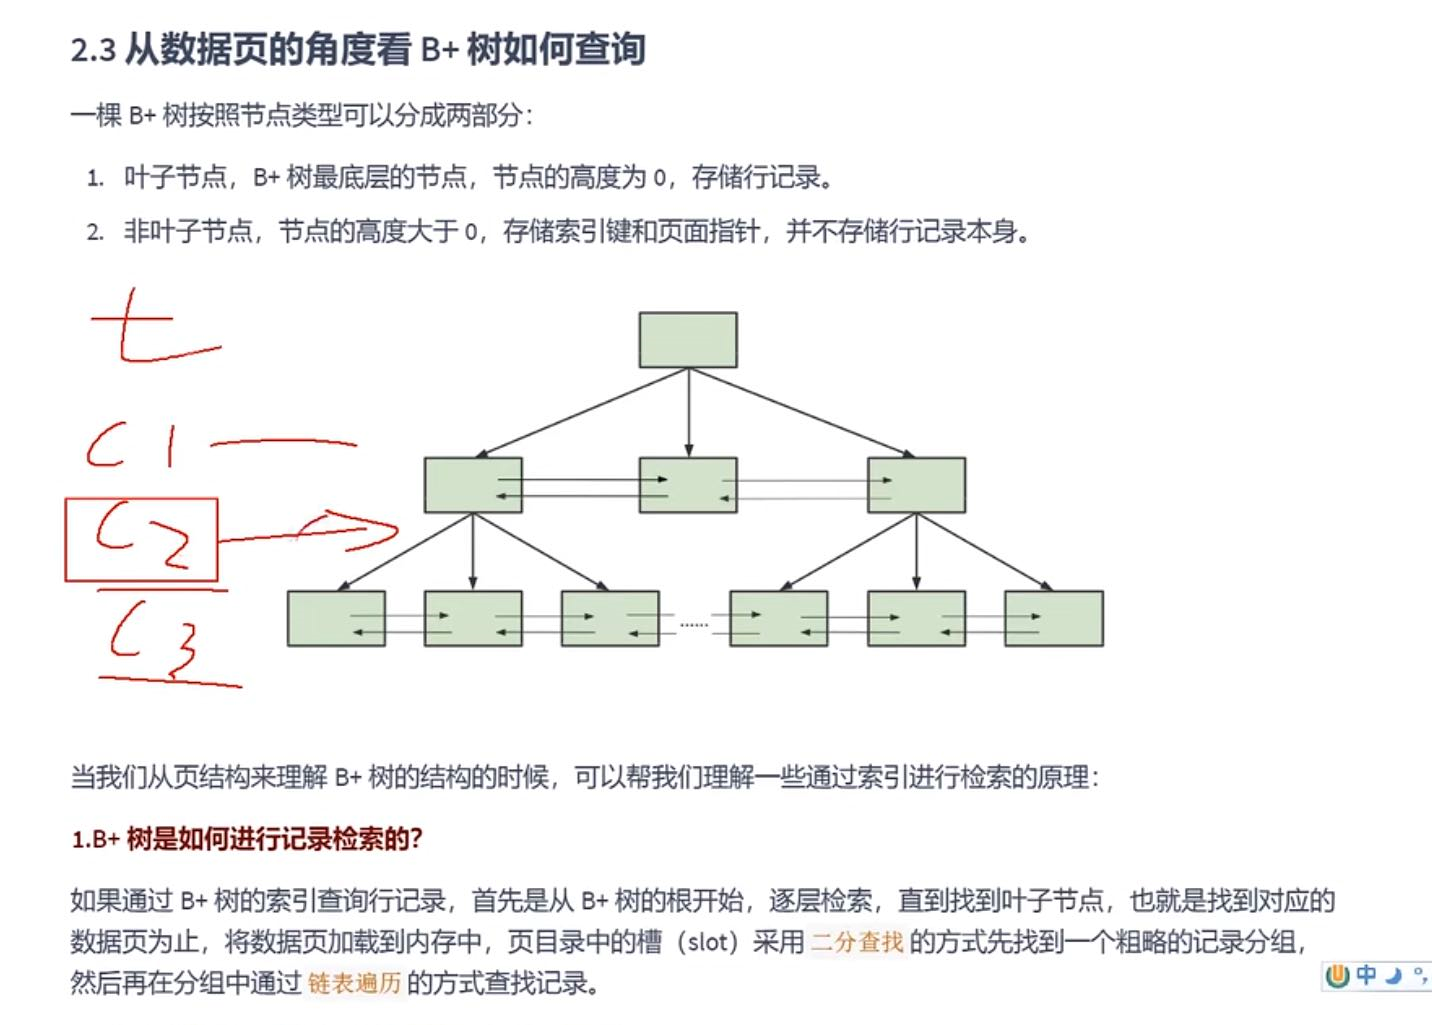 2.3 从数据页的角度看 B+ 树如何查询
一棵 B+ 树按照节点类型可以分成两部分：
1. 叶子节点，B+ 树最底层的节点，节点的高度为 0，存储行记录。
2. 非叶子节点，节点的高度大于 0，存储索引键和页面指针，并不存储行记录本身。
t
C1
C2
C3
......
当我们从页结构来理解 B+ 树的结构的时候，可以帮我们理解一些通过索引进行检索的原理：
1.B+ 树是如何进行记录检索的？
如果通过 B+ 树的索引查询行记录，首先是从 B+ 树的根开始，逐层检索，直到找到叶子节点，也就是找到对应的
数据页为止，将数据页加载到内存中，页目录中的槽（slot）采用 二分查找 的方式先找到一个粗略的记录分组，
然后再在分组中通过 链表遍历 的方式查找记录。
中